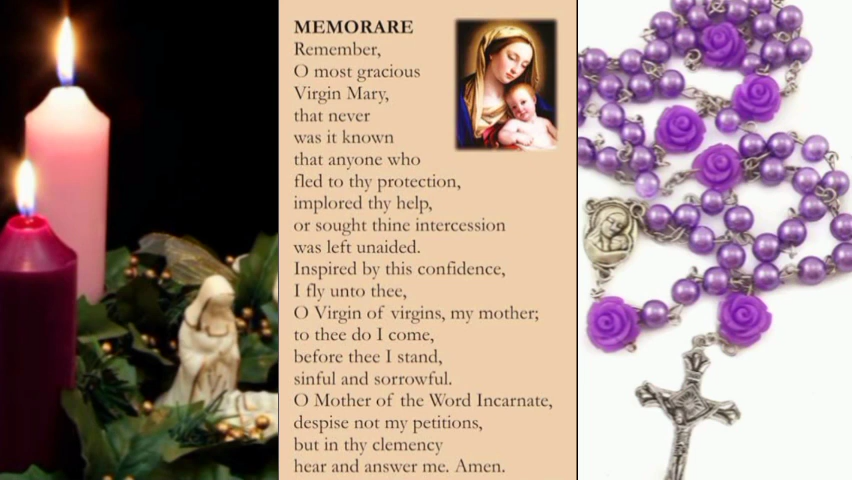 MEMORARE
Remember,
O most gracious
Virgin Mary,
that never
was it known
that anyone who
fled to thy protection,
implored thy help,
or sought thine intercession
was left unaided.
Inspired by this confidence,
I fly unto thee,
O Virgin of virgins, my mother;
to thee do I come,
before thee I stand,
sinful and sorrowful.
O Mother of the Word Incarnate,
despise not my petitions,
but in thy clemency
hear and answer me. Amen.